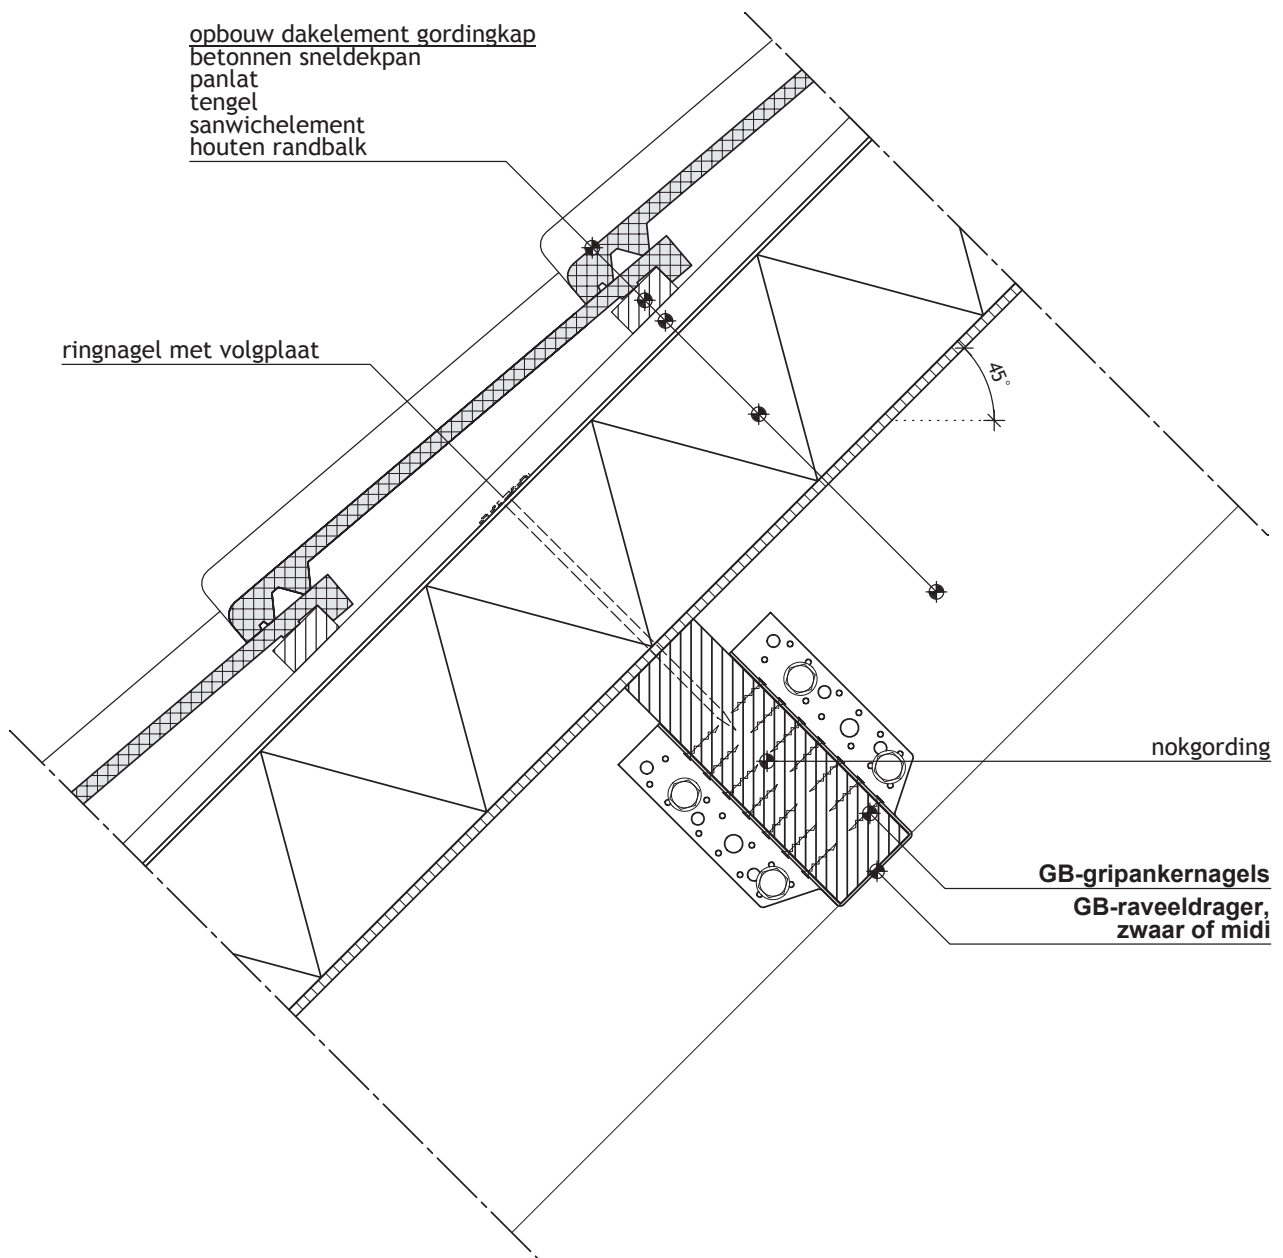 opbouw dakelement gordingkap
betonnen sneldekpan
panlat
tengel
sanwichelement
houten randbalk
ringnagel met volgplaat
45°
nokgording
GB-gripankernagels
GB-raveeldrager,
zwaar of midi